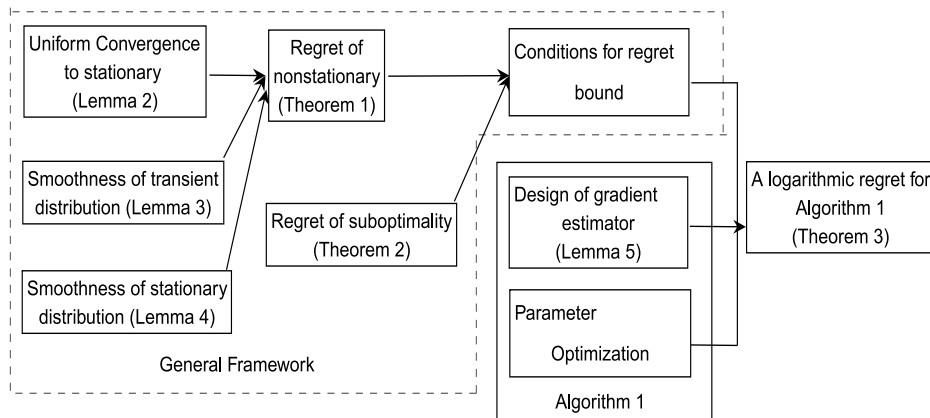 Uniform Convergence
to stationary
(Lemma 2)
Regret of
nonstationary
(Theorem 1)
Conditions for regret
bound
Smoothness of transient
distribution (Lemma 3)
Regret of suboptimality
(Theorem 2)
Design of gradient
estimator
(Lemma 5)
A logarithmic regret for
Algorithm 1
(Theorem 3)
Smoothness of stationary
distribution (Lemma 4)
Parameter
Optimization
General Framework
Algorithm 1